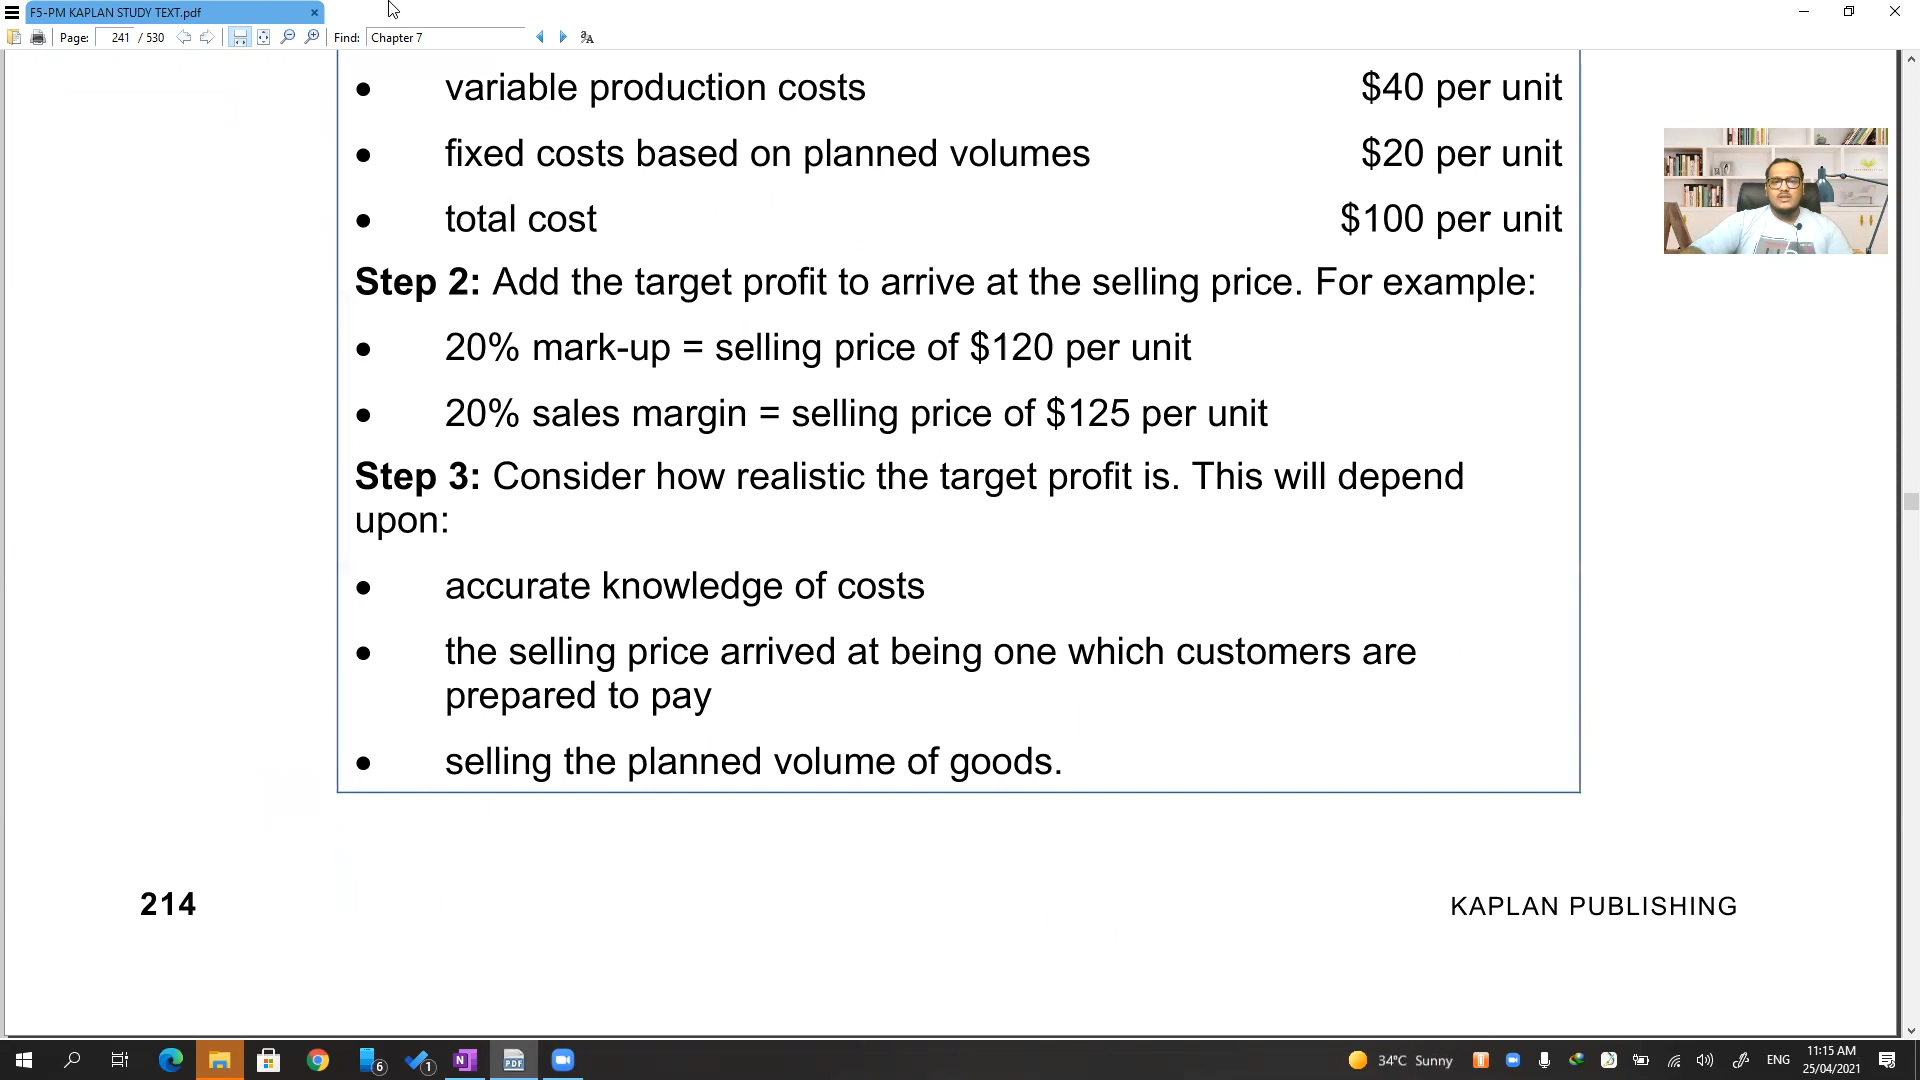 F5-PM KAPLAN STUDY TEXT.pdf
Page: 241 / 530 Find: Chapter 7
• variable production costs $40 per unit
• fixed costs based on planned volumes $20 per unit
• total cost $100 per unit
Step 2: Add the target profit to arrive at the selling price. For example:
• 20% mark-up = selling price of $120 per unit
• 20% sales margin = selling price of $125 per unit
Step 3: Consider how realistic the target profit is. This will depend
upon:
• accurate knowledge of costs
• the selling price arrived at being one which customers are
prepared to pay
• selling the planned volume of goods.
214 KAPLAN PUBLISHING
6 1 N PDF 34°C Sunny ENG 11:15 AM
25/04/2021